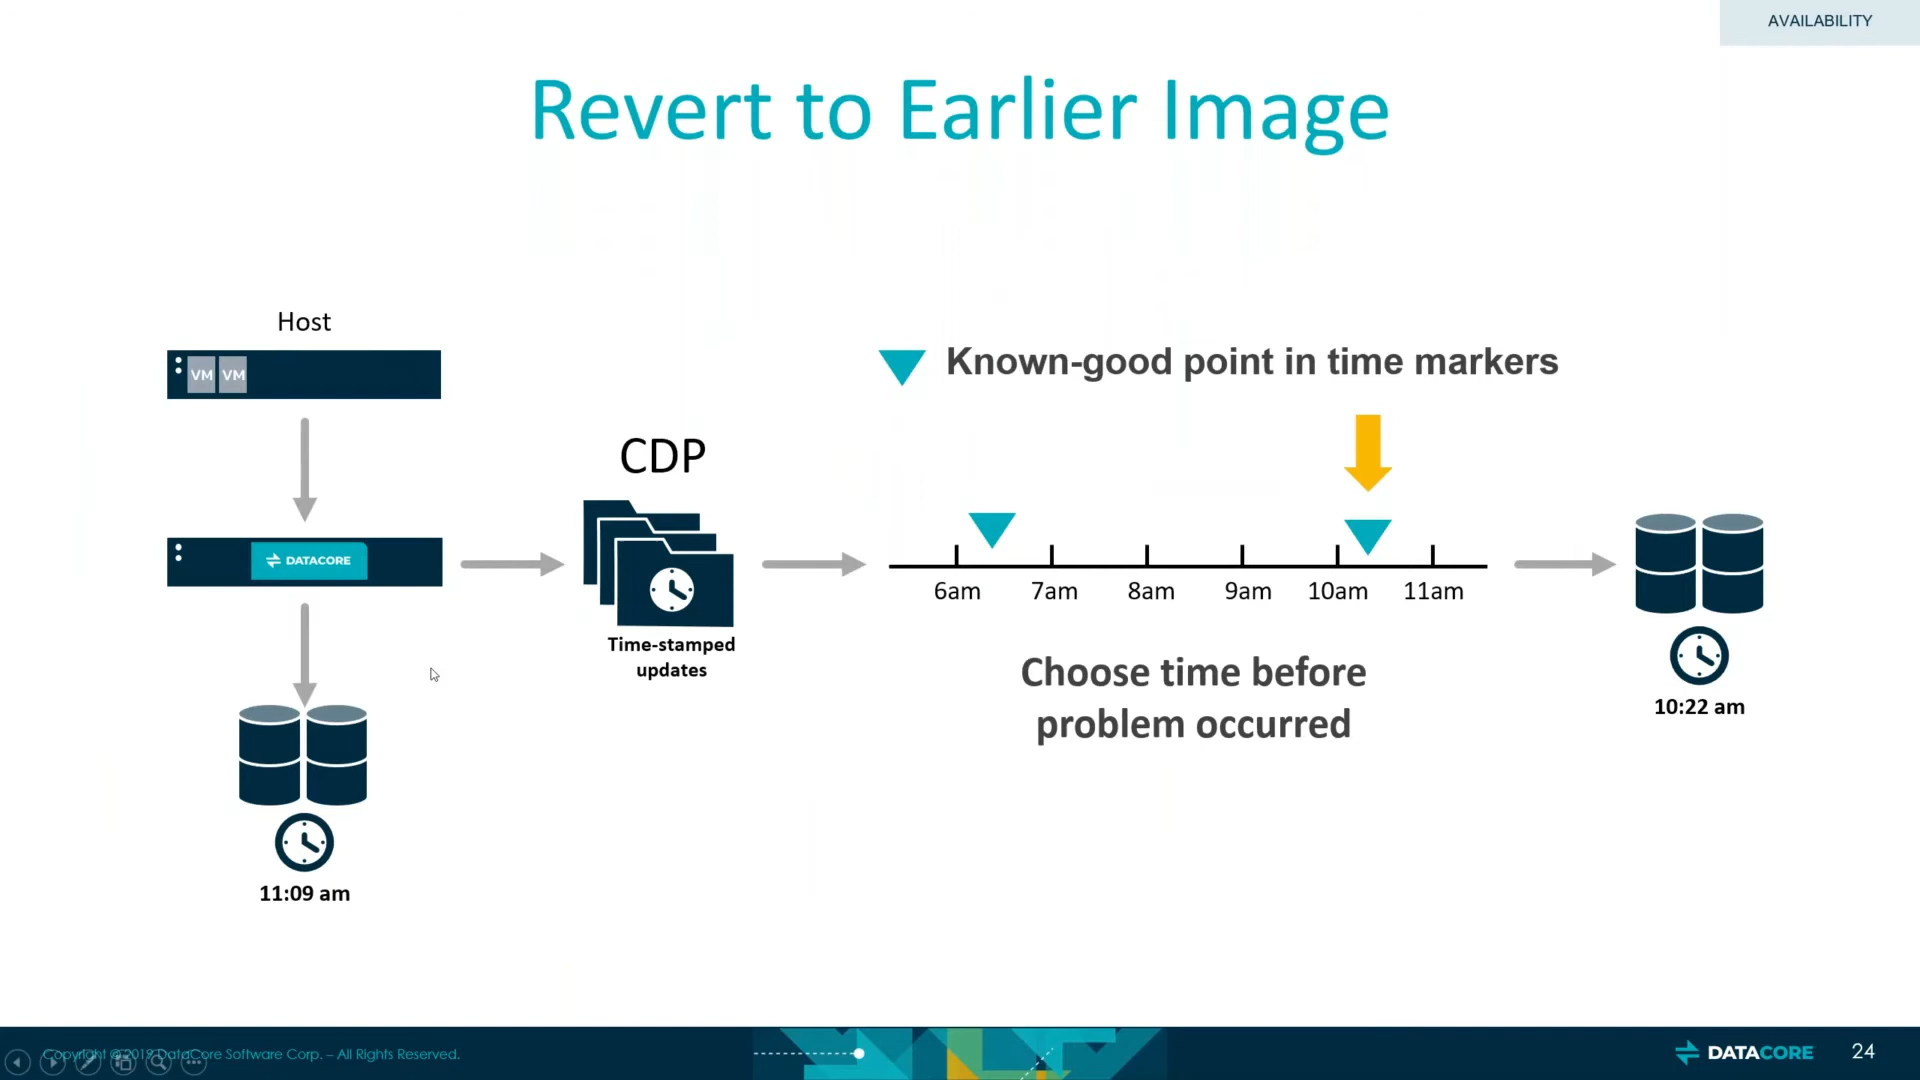 AVAILABILITY
Revert to Earlier Image
Host
VM VM
Known-good point in time markers
CDP
DATACORE
6am 7am 8am 9am 10am 11am
Time-stamped
updates
Choose time before
problem occurred
10:22 am
11:09 am
Copyright © 2019 DataCore Software Corp. – All Rights Reserved.
DATACORE
24